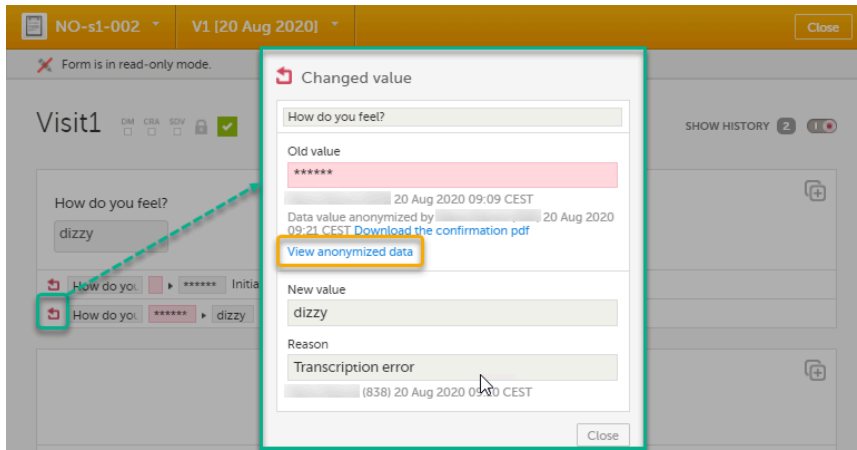 NO-s1-002 V1 [20 Aug 2020] Close
Form is in read-only mode.
Changed value
Visit1 DM CRA SDV SHOW HISTORY 2
How do you feel?
Old value
******
20 Aug 2020 09:09 CEST
Data value anonymized by 20 Aug 2020
09:21 CEST Download the confirmation pdf
View anonymized data
New value
dizzy
Reason
Transcription error
(838) 20 Aug 2020 CEST
Close
How do you feel?
dizzy
How do you ****** Initia
How do you ****** dizzy